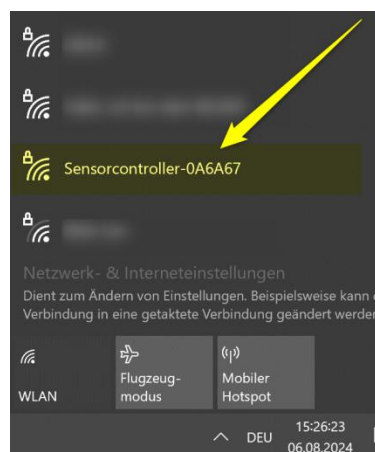 Sensorcontroller-0A6A67
Netzwerk- & Interneteinstellungen
Dient zum Ändern von Einstellungen. Beispielsweise kann
Verbindung in eine getaktete Verbindung geändert werde
WLAN
Flugzeug-
modus
Mobiler
Hotspot
DEU
15:26:23
06.08.2024